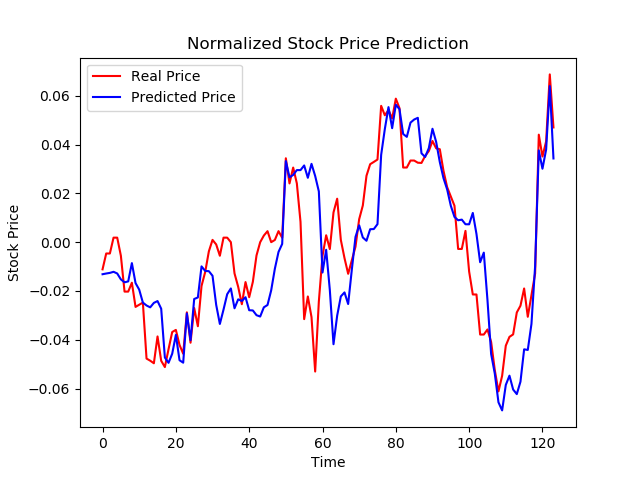 Normalized Stock Price Prediction
Real Price
Predicted Price
0.06
0.04
0.02
0.00
−0.02
−0.04
−0.06
Stock Price
0 20 40 60 80 100 120
Time